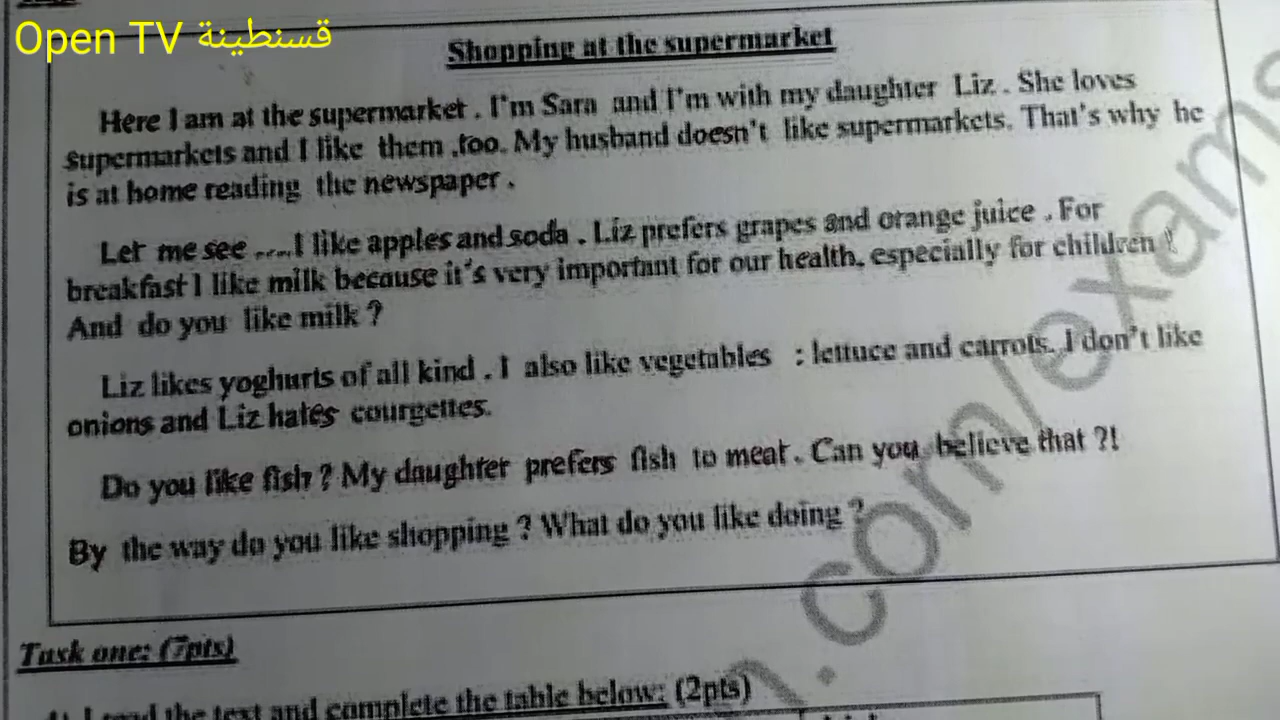 Open TV قسنطينة
Shopping at the supermarket
Here I am at the supermarket . I'm Sara and I'm with my daughter Liz . She loves
supermarkets and I like them ,too. My husband doesn't like supermarkets. That's why he
is at home reading the newspaper .
Let me see .....I like apples and soda . Liz prefers grapes and orange juice . For
breakfast I like milk because it's very important for our health, especially for children !
And do you like milk ?
Liz likes yoghurts of all kind . I also like vegetables : lettuce and carrots. I don't like
onions and Liz hates courgettes.
Do you like fish ? My daughter prefers fish to meat . Can you believe that ?!
By the way do you like shopping ? What do you like doing ?
Task one: (7pts)
I read the text and complete the table below: (2pts)
.com/exams